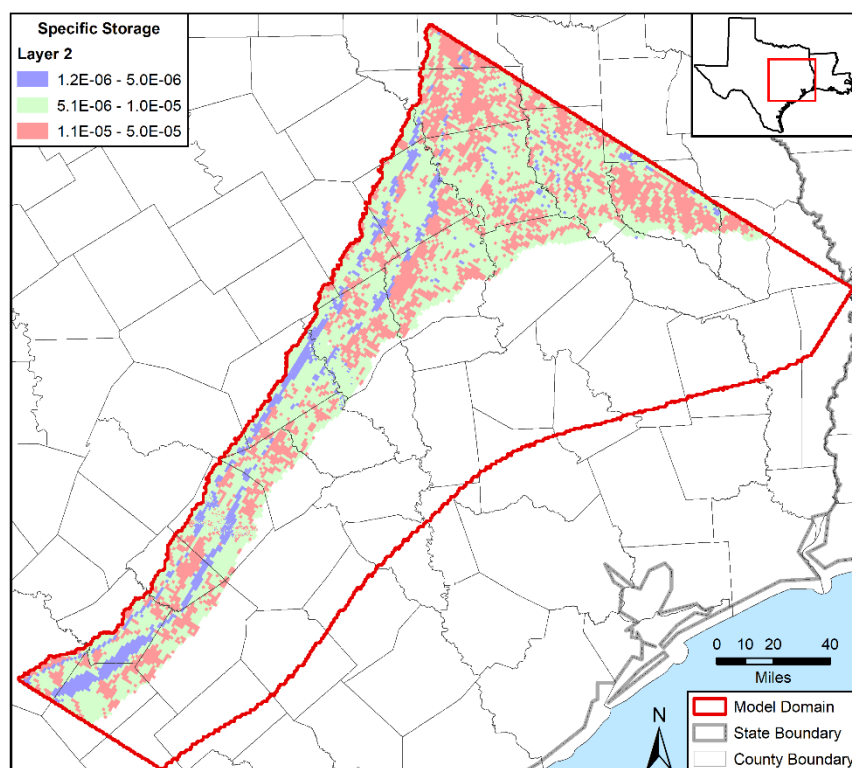 Specific Storage
Layer 2
1.2E-06 - 5.0E-06
5.1E-06 - 1.0E-05
1.1E-05 - 5.0E-05
0 10 20 40
Miles
N
Model Domain
State Boundary
County Boundary